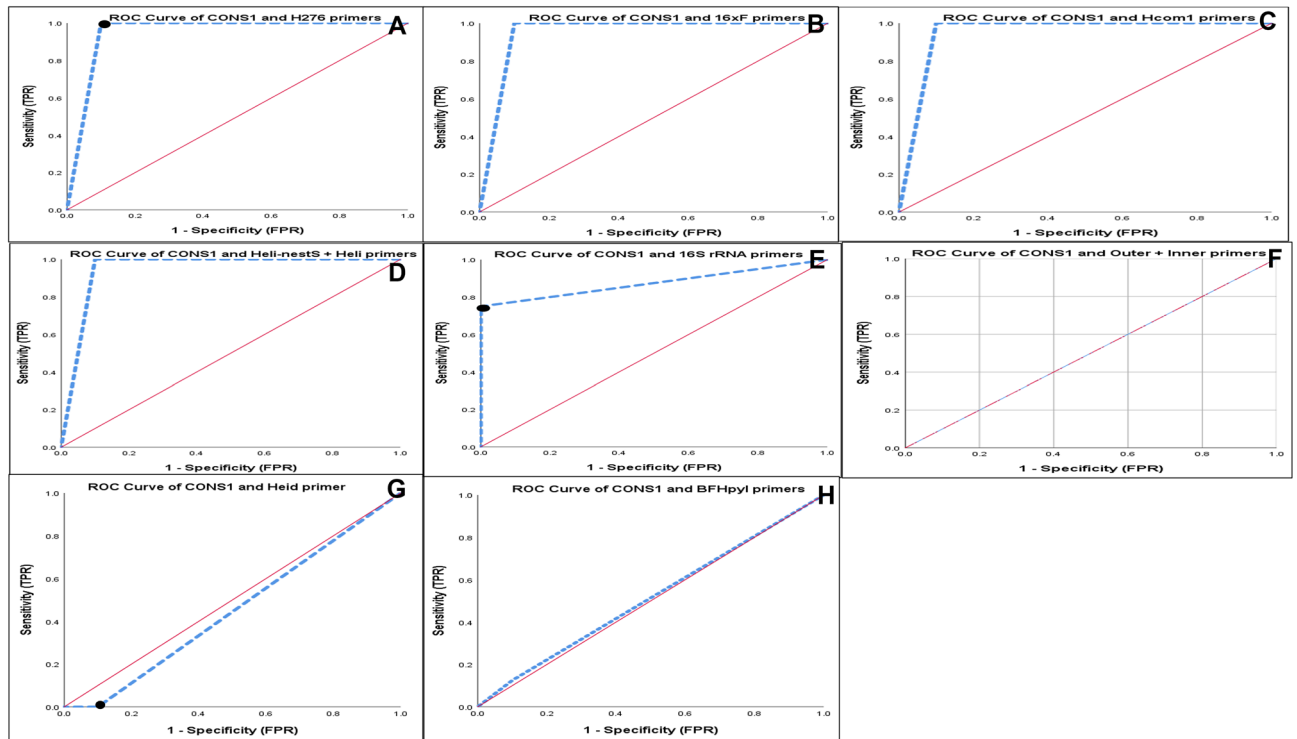 ROC Curve of CONS1 and H276 primers
A
Sensitivity (TPR)
1.0
0.8
0.6
0.4
0.2
0.0
0.0 0.2 0.4 0.6 0.8 1.0
1 - Specificity (FPR)
ROC Curve of CONS1 and 16xF primers
B
Sensitivity (TPR)
1.0
0.8
0.6
0.4
0.2
0.0
0.0 0.2 0.4 0.6 0.8 1.0
1 - Specificity (FPR)
ROC Curve of CONS1 and Hcom1 primers
C
Sensitivity (TPR)
1.0
0.8
0.6
0.4
0.2
0.0
0.0 0.2 0.4 0.6 0.8 1.0
1 - Specificity (FPR)
ROC Curve of CONS1 and Heli-nestS + Heli primers
D
Sensitivity (TPR)
1.0
0.8
0.6
0.4
0.2
0.0
0.0 0.2 0.4 0.6 0.8 1.0
1 - Specificity (FPR)
ROC Curve of CONS1 and 16S rRNA primers
E
Sensitivity (TPR)
1.0
0.8
0.6
0.4
0.2
0.0
0.0 0.2 0.4 0.6 0.8 1.0
1 - Specificity (FPR)
ROC Curve of CONS1 and Outer + Inner primers
F
Sensitivity (TPR)
1.0
0.8
0.6
0.4
0.2
0.0
0.0 0.2 0.4 0.6 0.8 1.0
1 - Specificity (FPR)
ROC Curve of CONS1 and Heid primer
G
Sensitivity (TPR)
1.0
0.8
0.6
0.4
0.2
0.0
0.0 0.2 0.4 0.6 0.8 1.0
1 - Specificity (FPR)
ROC Curve of CONS1 and BFHpyl primers
H
Sensitivity (TPR)
1.0
0.8
0.6
0.4
0.2
0.0
0.0 0.2 0.4 0.6 0.8 1.0
1 - Specificity (FPR)